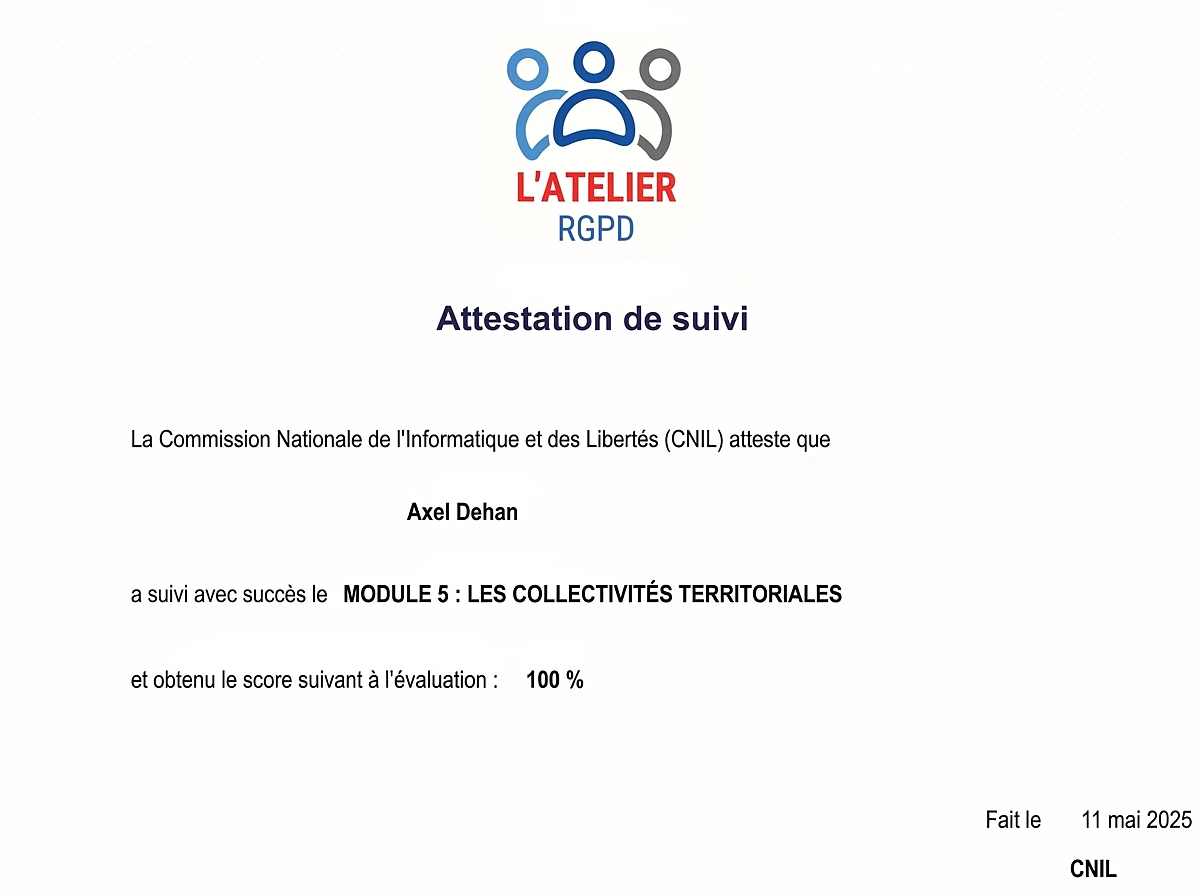 L'ATELIER
RGPD
Attestation de suivi
La Commission Nationale de l'Informatique et des Libertés (CNIL) atteste que
Axel Dehan
a suivi avec succès le MODULE 5 : LES COLLECTIVITÉS TERRITORIALES
et obtenu le score suivant à l'évaluation : 100 %
Fait le 11 mai 2025
CNIL